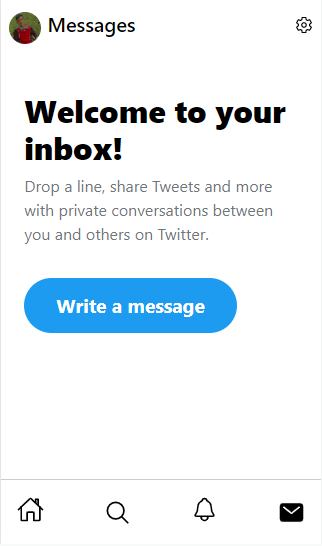 Messages
Welcome to your
inbox!
Drop a line, share Tweets and more
with private conversations between
you and others on Twitter.
Write a message